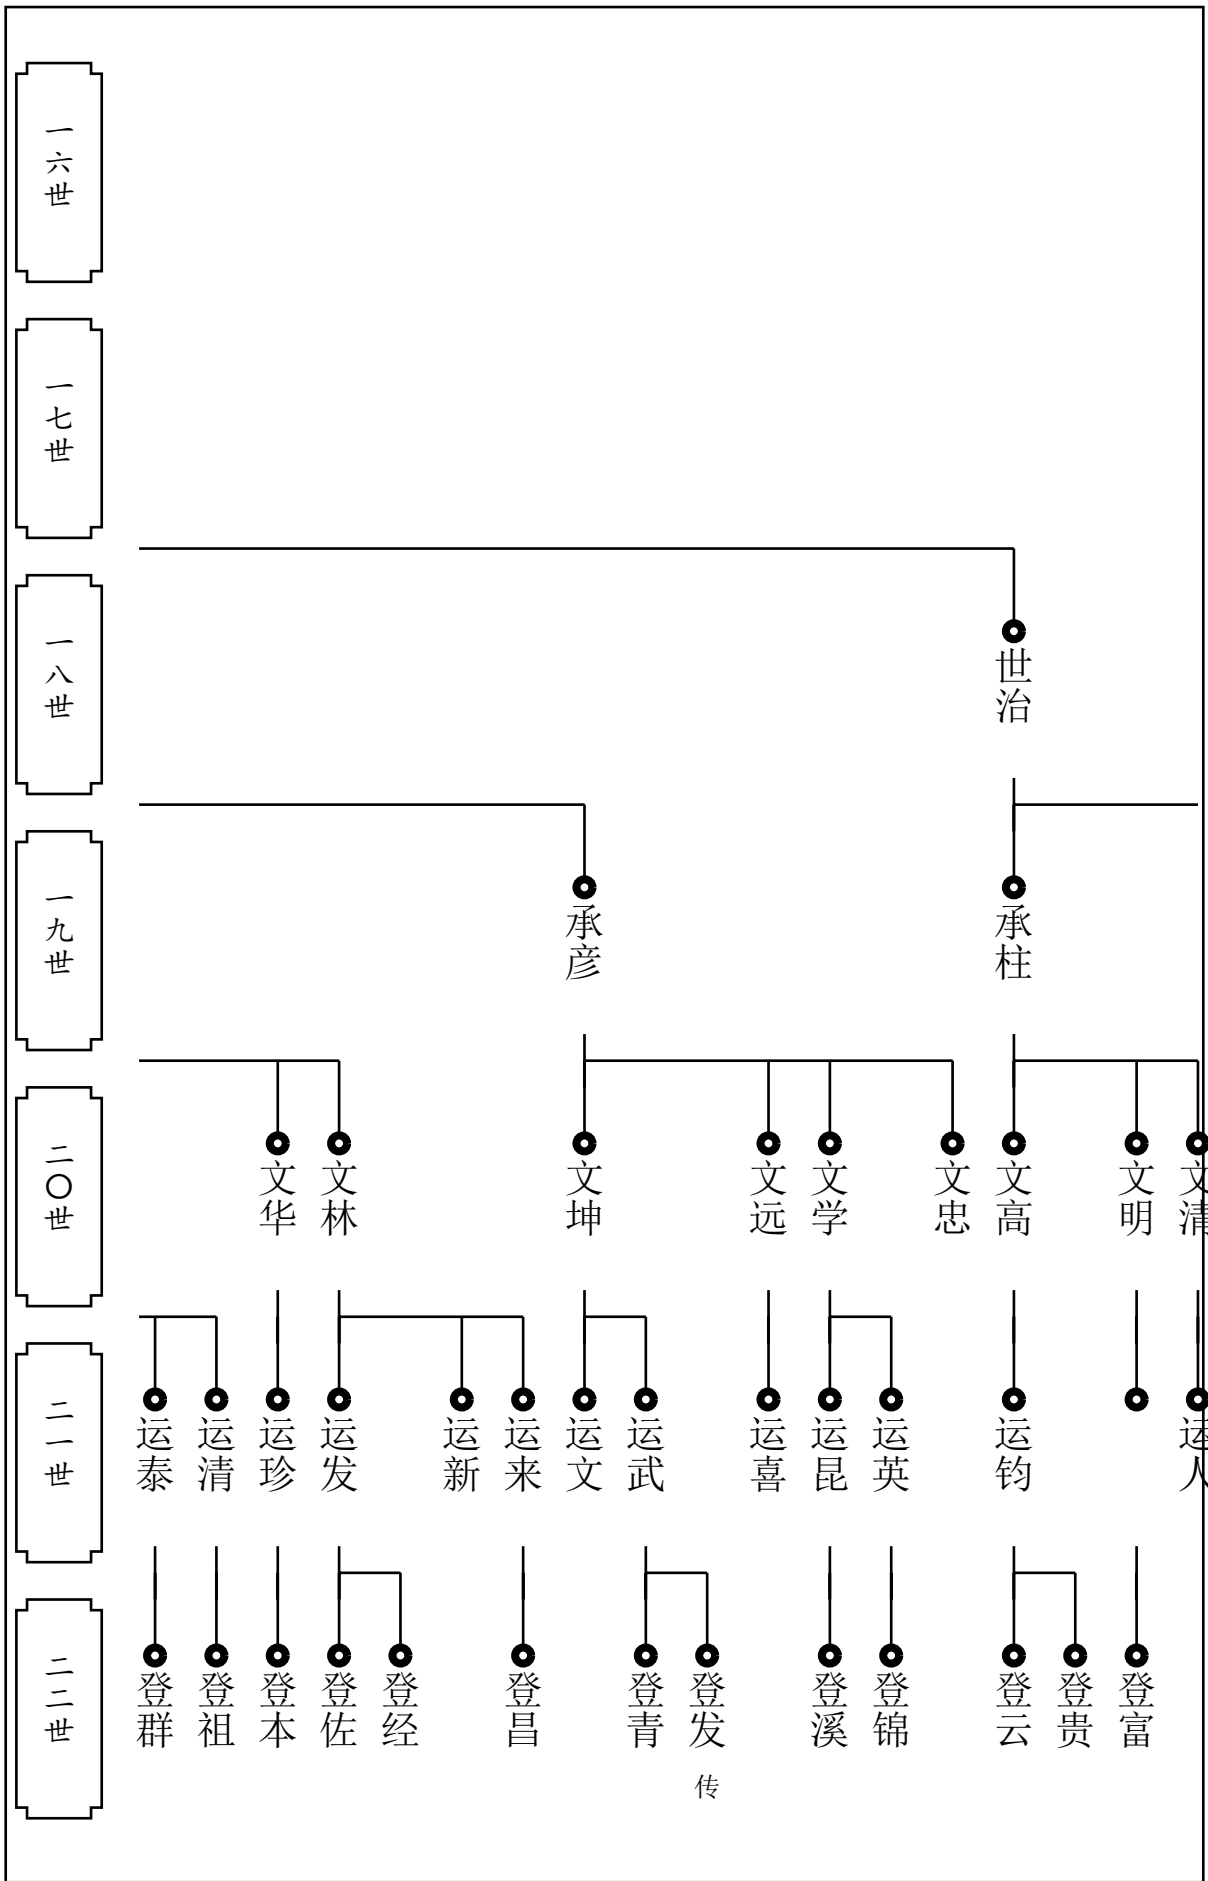 一六世
一七世
一八世
世治
一九世
承彦
承柱
二〇世
文华
文林
文坤
文远
文学
文忠
文高
文明
文清
二一世
运泰
运清
运珍
运发
运新
运来
运文
运武
运喜
运昆
运英
运钧
运人
二二世
登群
登祖
登本
登佐
登经
登昌
登青
登发
传
登溪
登锦
登云
登贵
登富